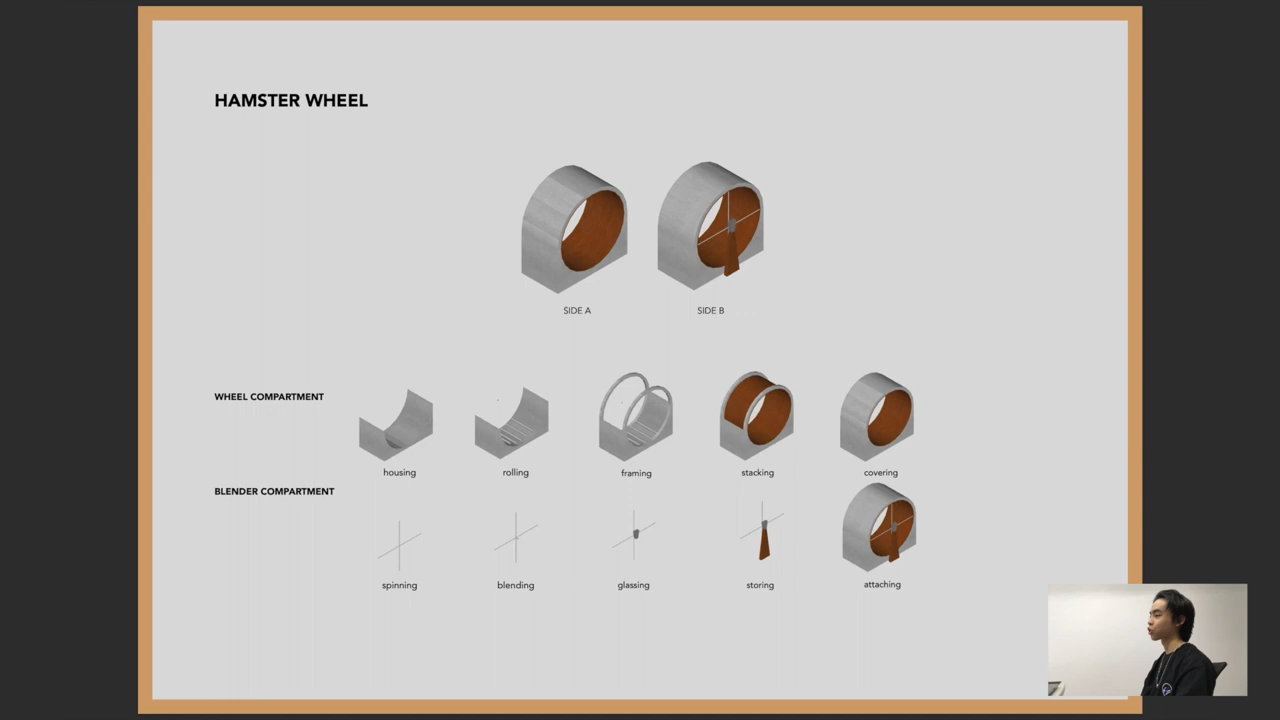 HAMSTER WHEEL
SIDE A
SIDE B
WHEEL COMPARTMENT
housing
rolling
framing
stacking
covering
BLENDER COMPARTMENT
spinning
blending
glassing
storing
attaching